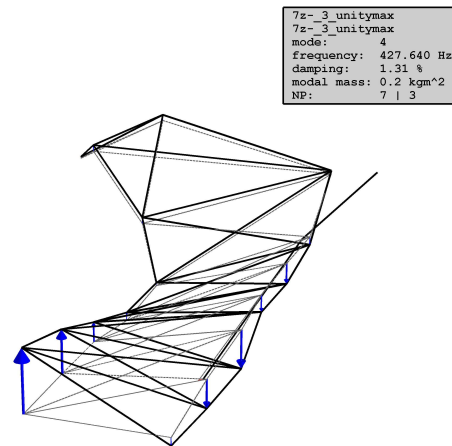 7z-_3_unitymax
7z-_3_unitymax
mode: 4
frequency: 427.640 Hz
damping: 1.31 %
modal mass: 0.2 kgm^2
NP: 7 | 3